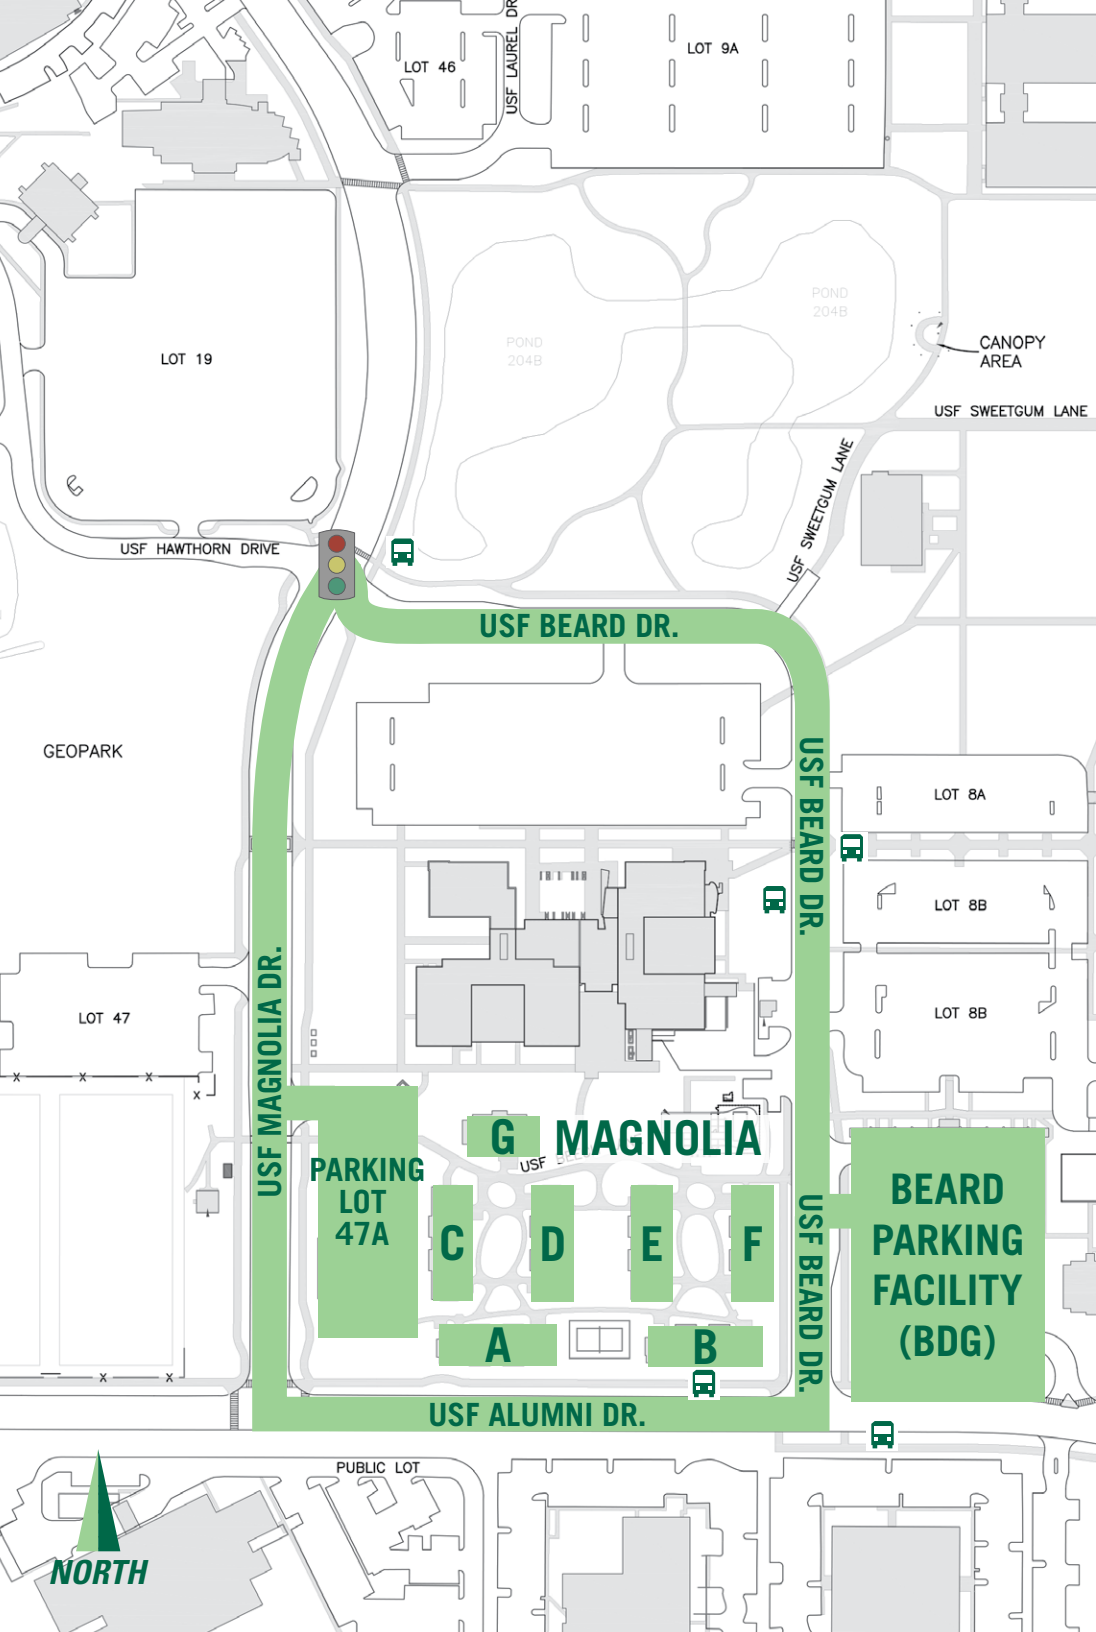 USF LAUREL DR
LOT 46
LOT 9A
POND
204B
POND
204B
CANOPY
AREA
LOT 19
USF SWEETGUM LANE
USF SWEETGUM LANE
USF HAWTHORN DRIVE
USF BEARD DR.
GEOPARK
USF BEARD DR.
LOT 8A
LOT 8B
LOT 47
LOT 8B
USF MAGNOLIA DR.
G
MAGNOLIA
USF
PARKING
LOT
47A
C
D
E
F
USF BEARD DR.
BEARD
PARKING
FACILITY
(BDG)
A
B
USF ALUMNI DR.
PUBLIC LOT
NORTH